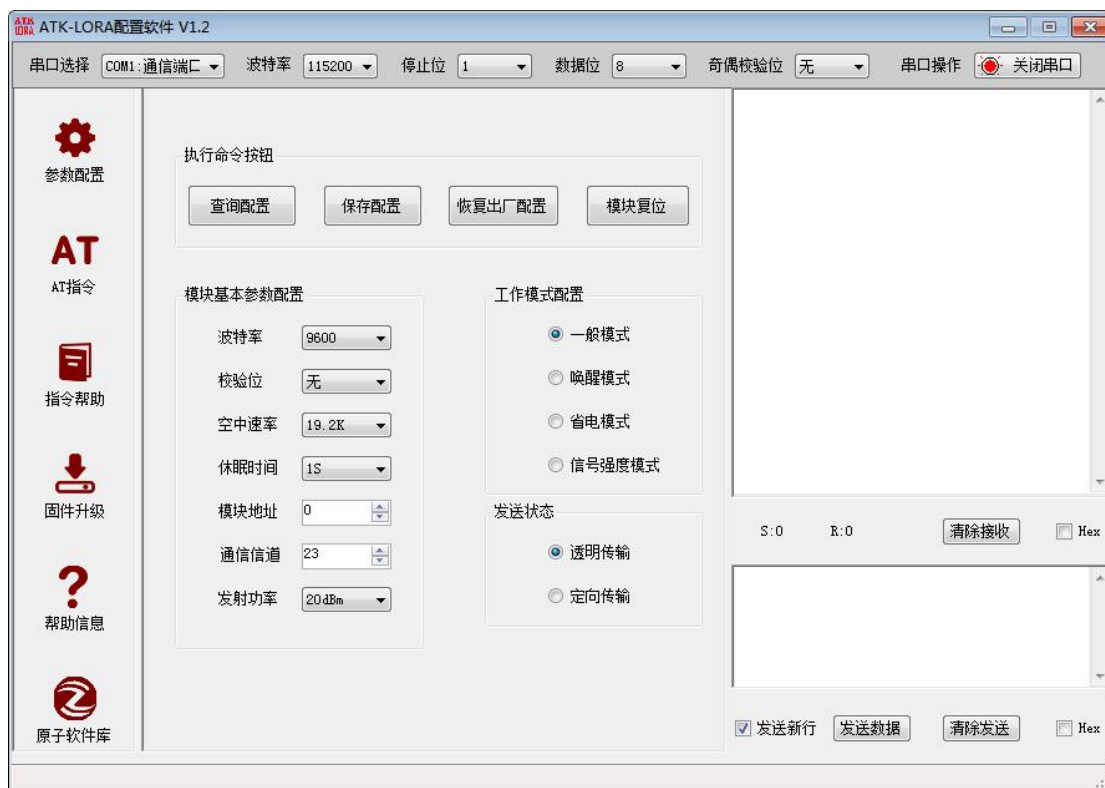 ATK LORA ATK-LORA配置软件 V1.2
串口选择 COM1:通信端口 波特率 115200 停止位 1 数据位 8 奇偶校验位 无 串口操作 关闭串口
参数配置
AT
AT指令
指令帮助
固件升级
帮助信息
原子软件库
执行命令按钮
查询配置 保存配置 恢复出厂配置 模块复位
模块基本参数配置
波特率 9600
校验位 无
空中速率 19.2K
休眠时间 1S
模块地址 0
通信信道 23
发射功率 20dBm
工作模式配置
一般模式
唤醒模式
省电模式
信号强度模式
发送状态
透明传输
定向传输
S:0 R:0 清除接收 Hex
发送新行 发送数据 清除发送 Hex